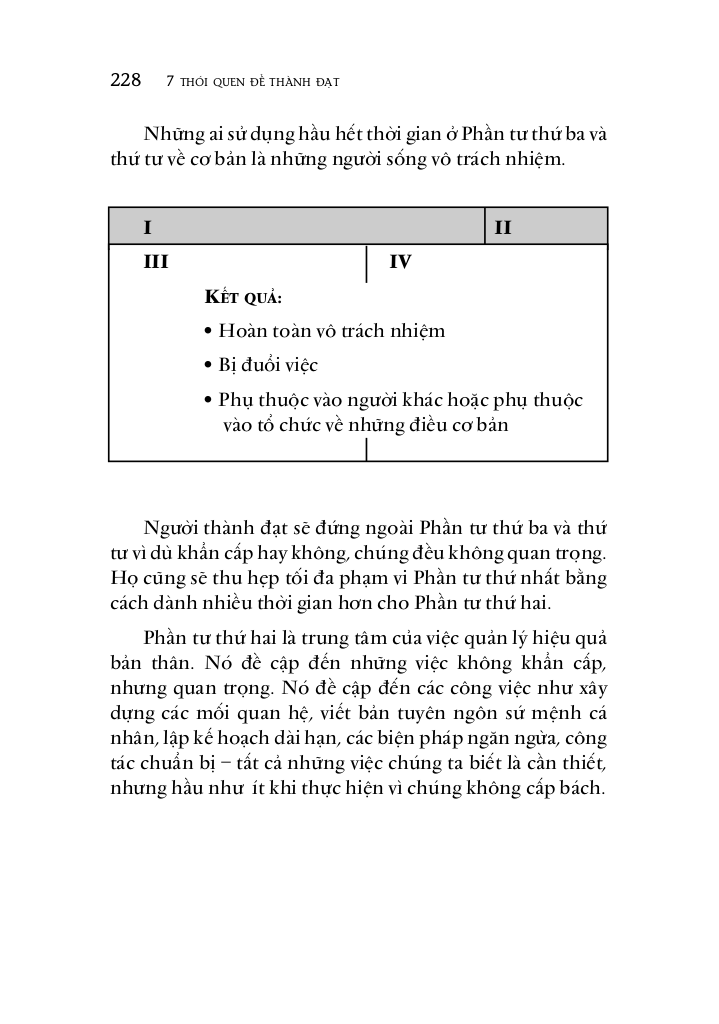 228 7 THÓI QUEN ĐỂ THÀNH ĐẠT
Những ai sử dụng hầu hết thời gian ở Phần tư thứ ba và
thứ tư về cơ bản là những người sống vô trách nhiệm.
I II
III IV
KẾT QUẢ:
• Hoàn toàn vô trách nhiệm
• Bị đuổi việc
• Phụ thuộc vào người khác hoặc phụ thuộc
vào tổ chức về những điều cơ bản
Người thành đạt sẽ đứng ngoài Phần tư thứ ba và thứ
tư vì dù khẩn cấp hay không, chúng đều không quan trọng.
Họ cũng sẽ thu hẹp tối đa phạm vi Phần tư thứ nhất bằng
cách dành nhiều thời gian hơn cho Phần tư thứ hai.
Phần tư thứ hai là trung tâm của việc quản lý hiệu quả
bản thân. Nó đề cập đến những việc không khẩn cấp,
nhưng quan trọng. Nó đề cập đến các công việc như xây
dựng các mối quan hệ, viết bản tuyên ngôn sứ mệnh cá
nhân, lập kế hoạch dài hạn, các biện pháp ngăn ngừa, công
tác chuẩn bị – tất cả những việc chúng ta biết là cần thiết,
nhưng hầu như ít khi thực hiện vì chúng không cấp bách.